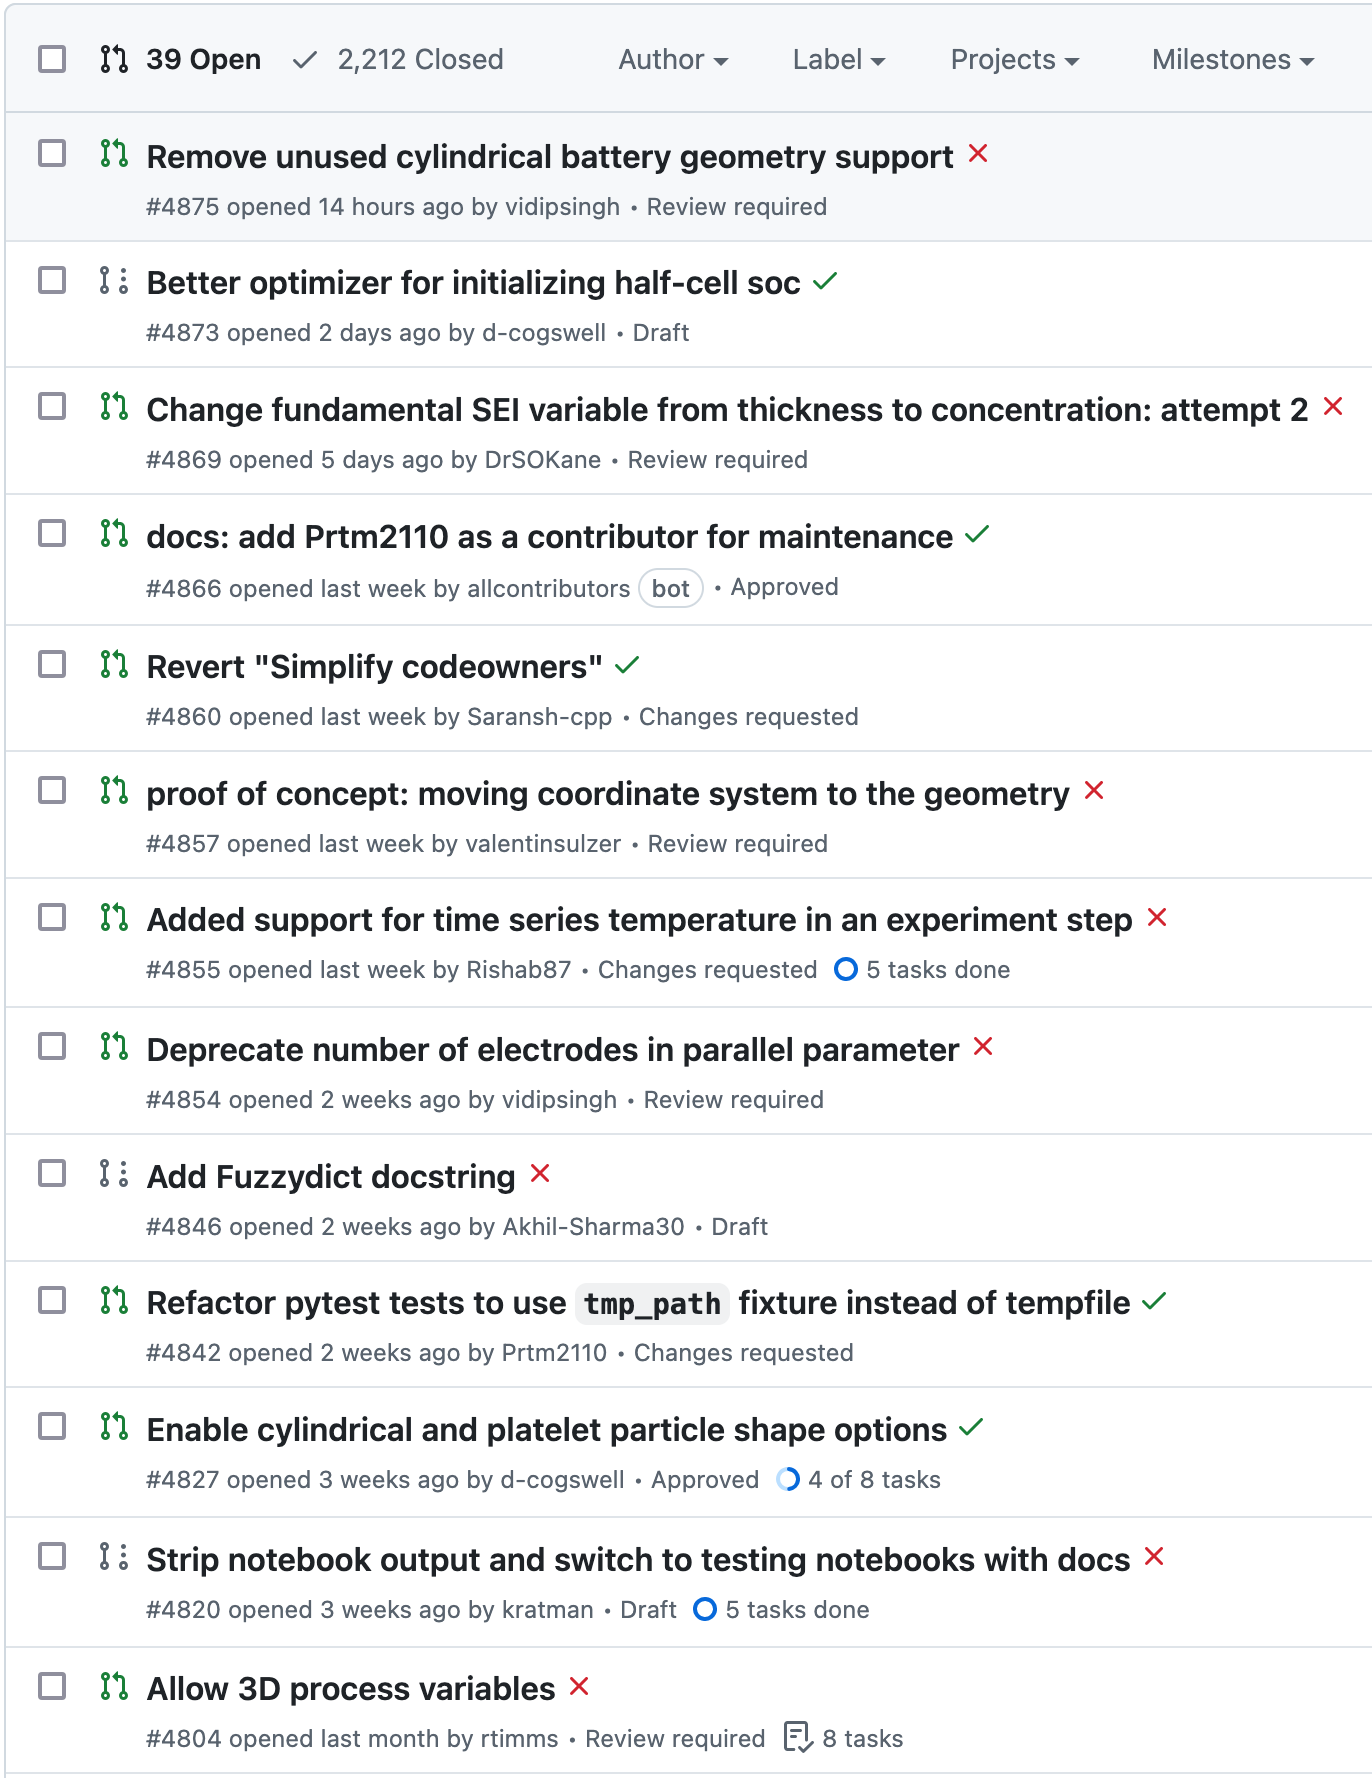 39 Open 2,212 Closed Author Label Projects Milestones
Remove unused cylindrical battery geometry support
#4875 opened 14 hours ago by vidipsingh • Review required
Better optimizer for initializing half-cell soc
#4873 opened 2 days ago by d-cogswell • Draft
Change fundamental SEI variable from thickness to concentration: attempt 2
#4869 opened 5 days ago by DrSOKane • Review required
docs: add Prtm2110 as a contributor for maintenance
#4866 opened last week by allcontributors bot • Approved
Revert "Simplify codeowners"
#4860 opened last week by Saransh-cpp • Changes requested
proof of concept: moving coordinate system to the geometry
#4857 opened last week by valentinsulzer • Review required
Added support for time series temperature in an experiment step
#4855 opened last week by Rishab87 • Changes requested 5 tasks done
Deprecate number of electrodes in parallel parameter
#4854 opened 2 weeks ago by vidipsingh • Review required
Add Fuzzydict docstring
#4846 opened 2 weeks ago by Akhil-Sharma30 • Draft
Refactor pytest tests to use tmp_path fixture instead of tempfile
#4842 opened 2 weeks ago by Prtm2110 • Changes requested
Enable cylindrical and platelet particle shape options
#4827 opened 3 weeks ago by d-cogswell • Approved 4 of 8 tasks
Strip notebook output and switch to testing notebooks with docs
#4820 opened 3 weeks ago by kratman • Draft 5 tasks done
Allow 3D process variables
#4804 opened last month by rtimms • Review required 8 tasks